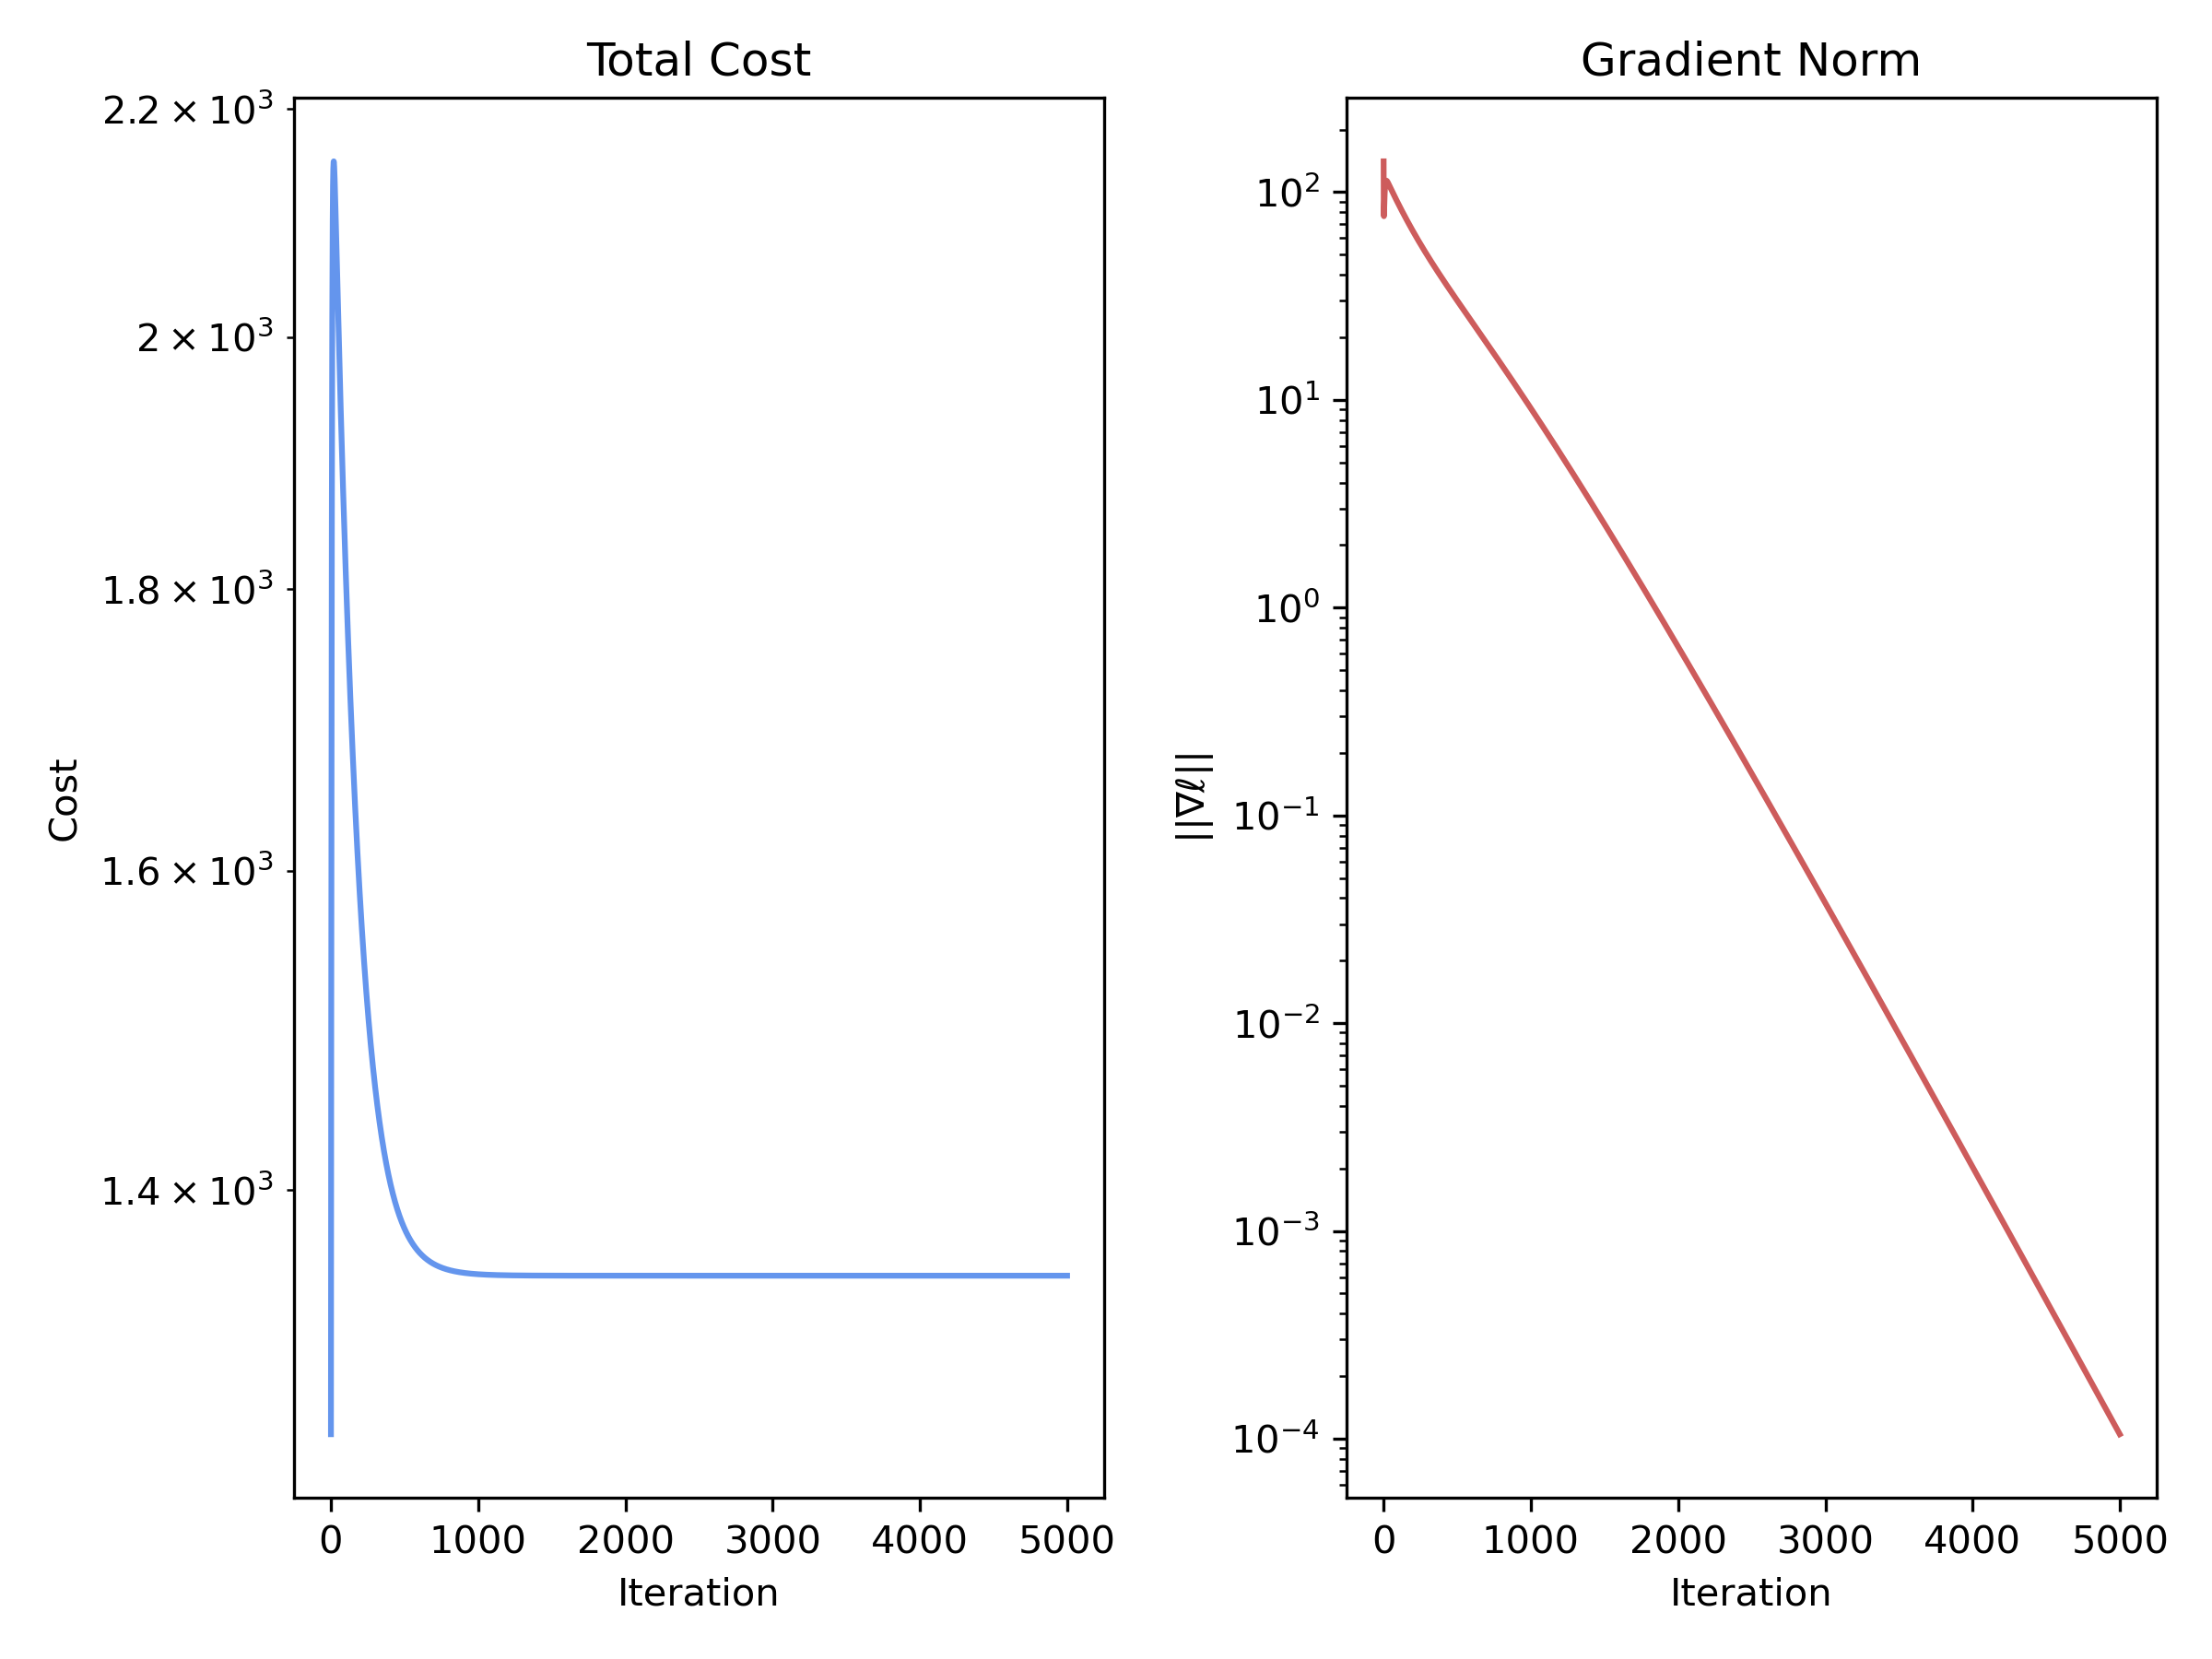 Total Cost
2.2 × 10³
2 × 10³
1.8 × 10³
1.6 × 10³
1.4 × 10³
Cost
0 1000 2000 3000 4000 5000
Iteration
Gradient Norm
10²
10¹
10⁰
10⁻¹
10⁻²
10⁻³
10⁻⁴
||∇ℓ||
0 1000 2000 3000 4000 5000
Iteration